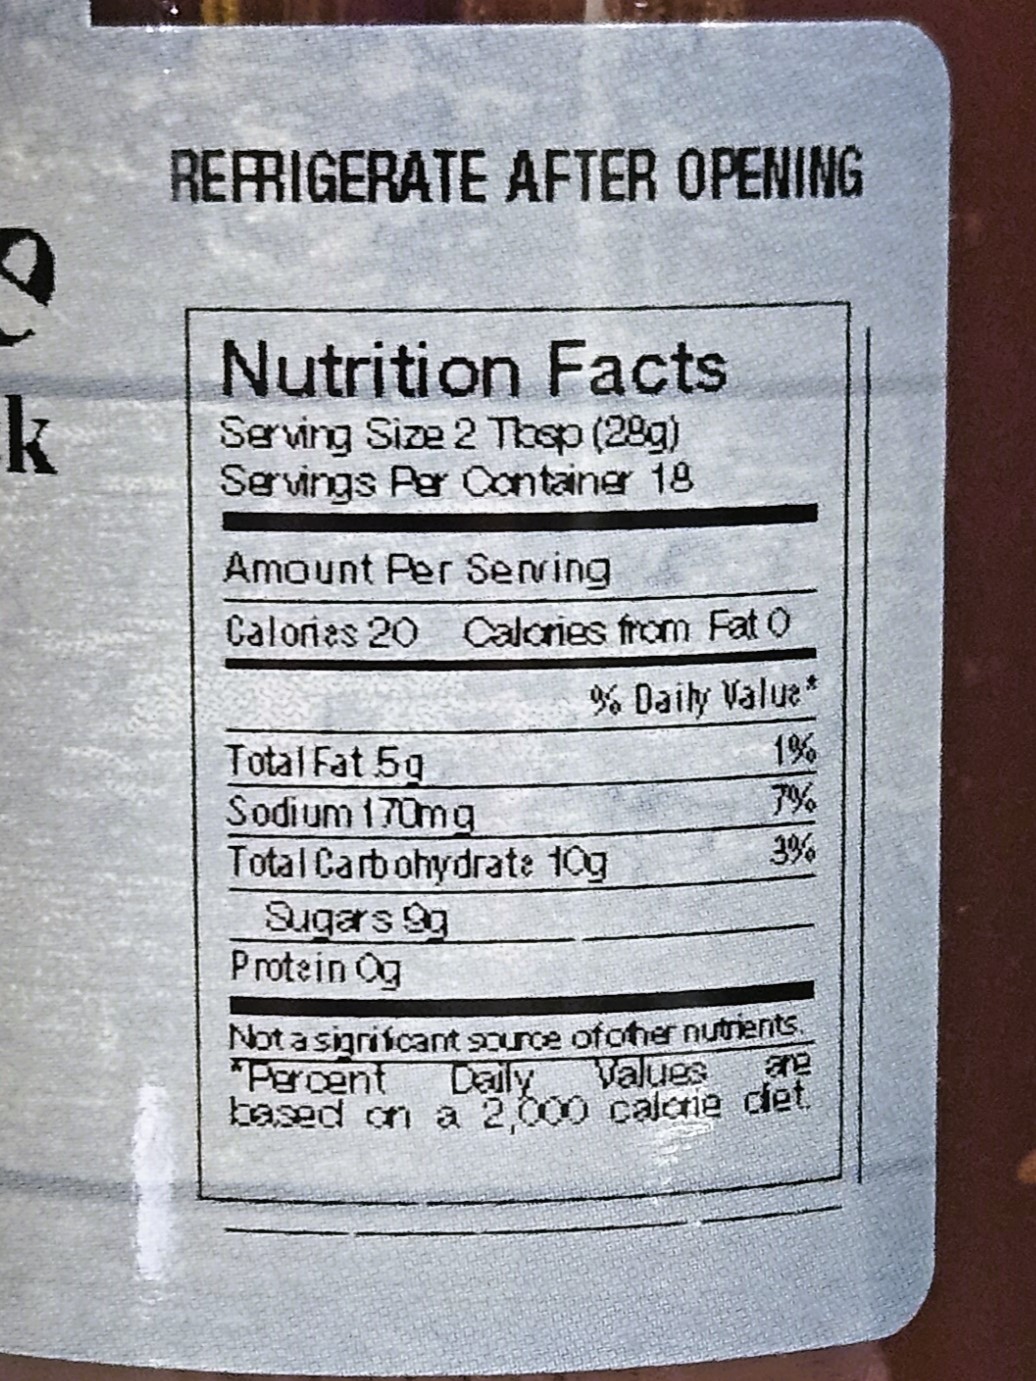 REFRIGERATE AFTER OPENING
e
k
Nutrition Facts
Serving Size 2 Tbsp (28g)
Servings Per Container 18
Amount Per Serving
Calories 20 Calories from Fat 0
% Daily Value*
Total Fat .5g 1%
Sodium 170mg 7%
Total Carbohydrate 10g 3%
Sugars 9g
Protein 0g
Not a significant source of other nutrients.
*Percent Daily Values are
based on a 2,000 calorie diet.